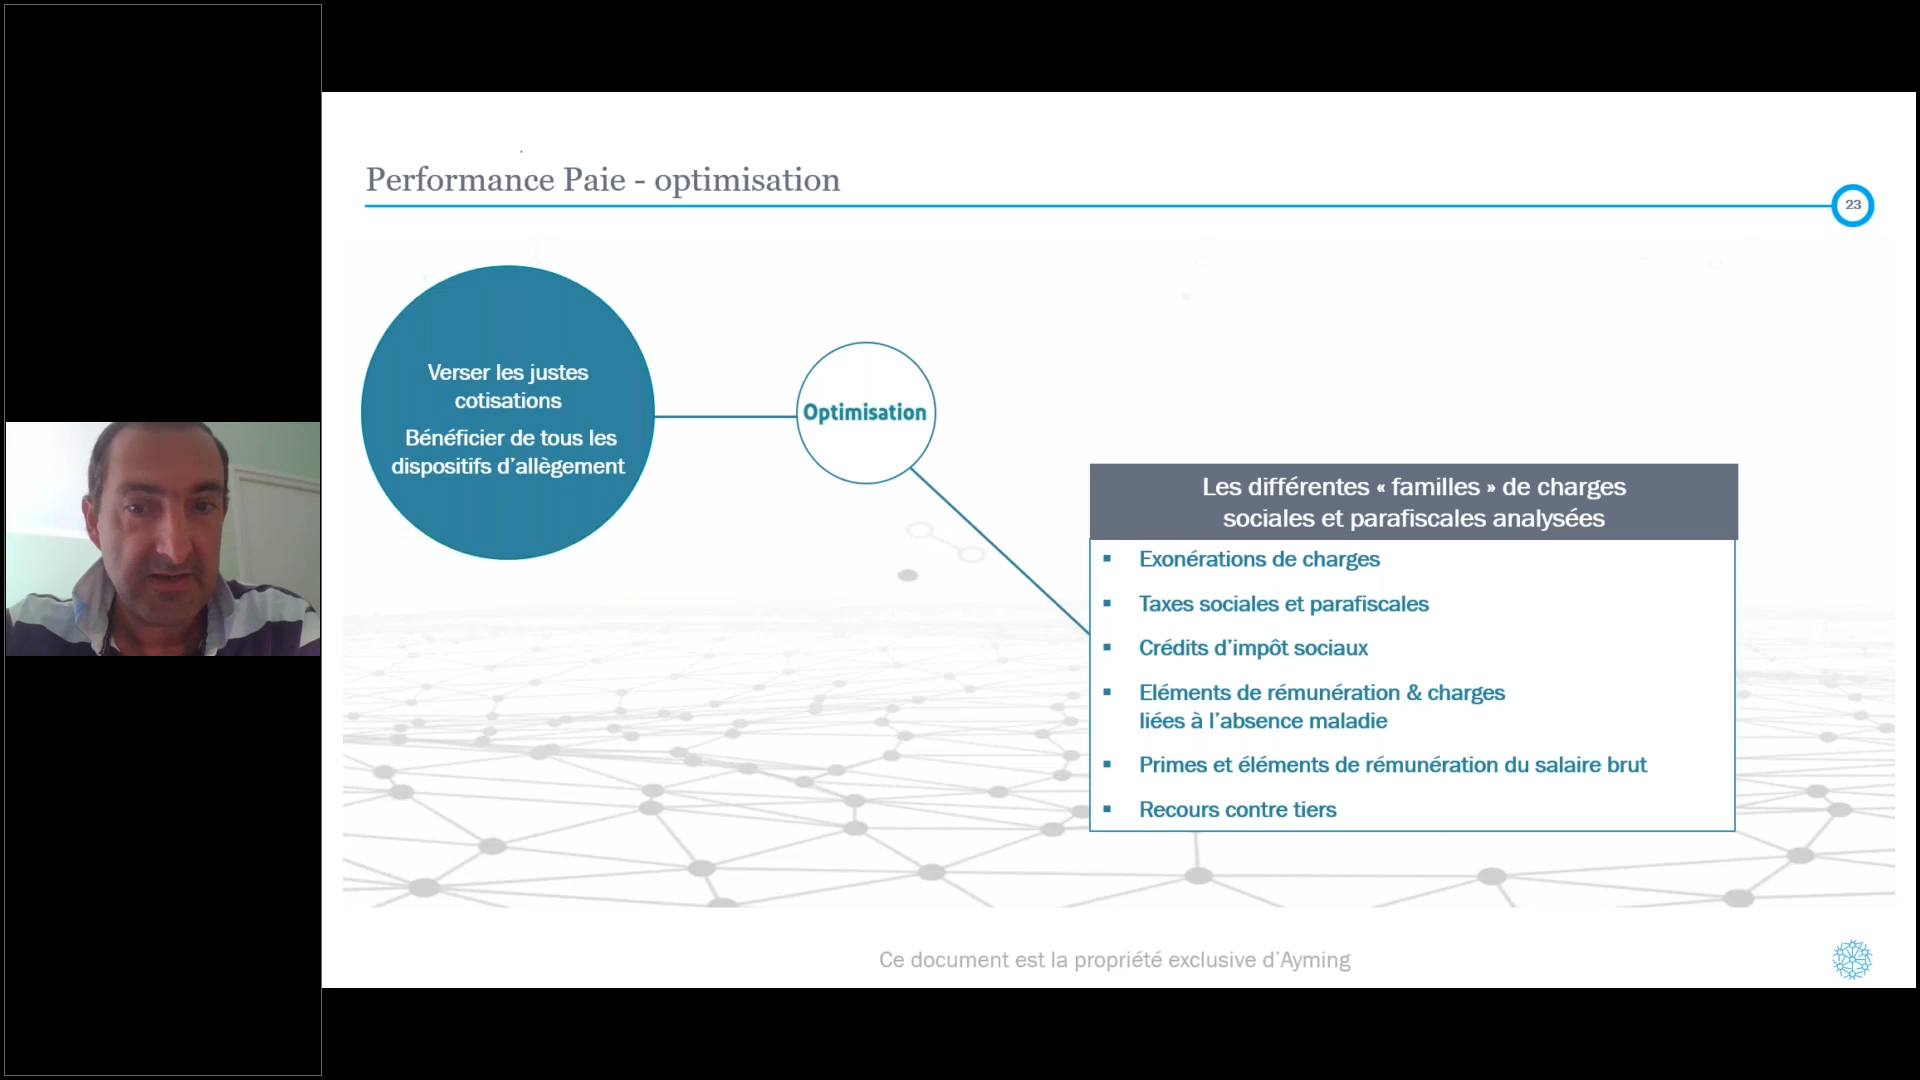 Performance Paie - optimisation
23
Verser les justes
cotisations
Bénéficier de tous les
dispositifs d’allègement
Optimisation
Les différentes « familles » de charges
sociales et parafiscales analysées
▪ Exonérations de charges
▪ Taxes sociales et parafiscales
▪ Crédits d’impôt sociaux
▪ Eléments de rémunération & charges
liées à l’absence maladie
▪ Primes et éléments de rémunération du salaire brut
▪ Recours contre tiers
Ce document est la propriété exclusive d’Ayming